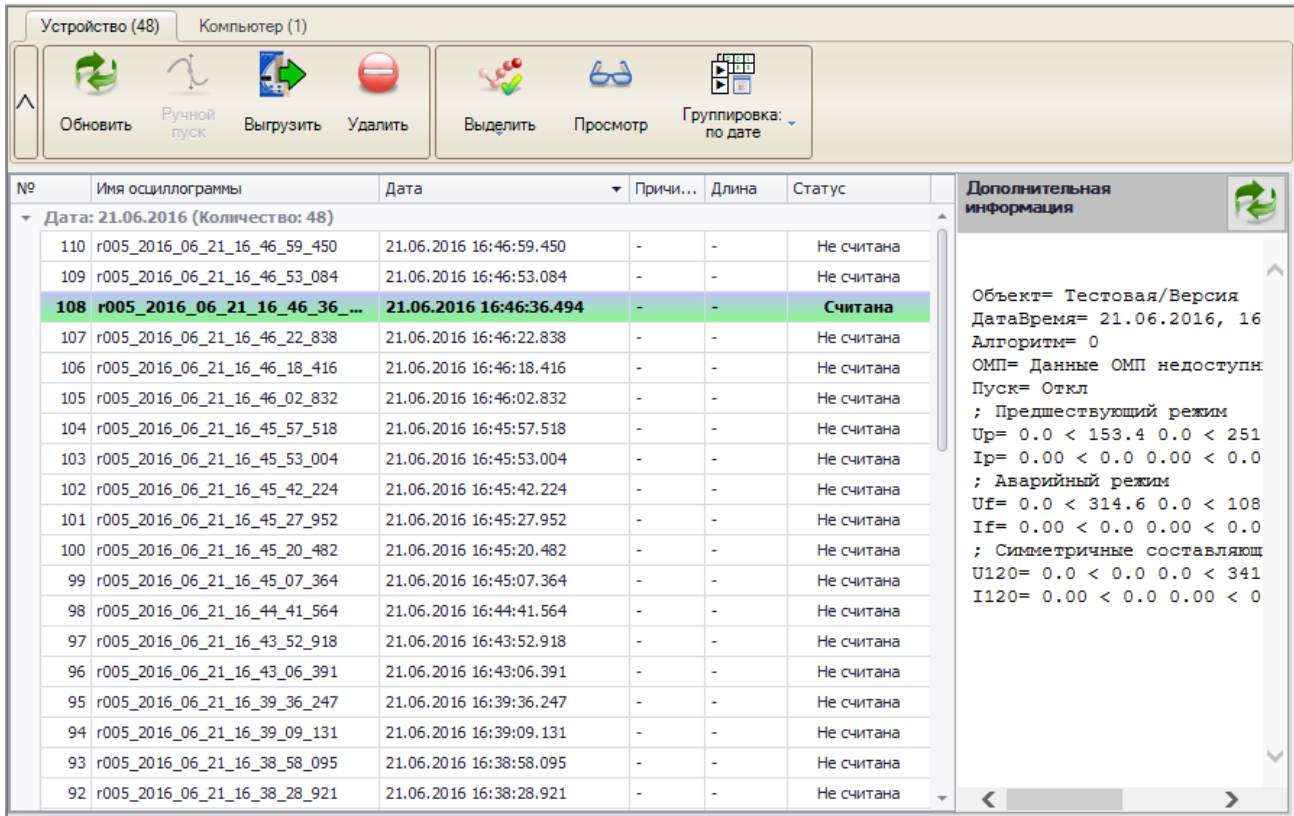 Устройство (48) Компьютер (1)
Обновить Ручной пуск Выгрузить Удалить Выделить Просмотр Группировка: по дате
№ Имя осциллограммы Дата Причи... Длина Статус
Дата: 21.06.2016 (Количество: 48)
110 r005_2016_06_21_16_46_59_450 21.06.2016 16:46:59.450 - - Не считана
109 r005_2016_06_21_16_46_53_084 21.06.2016 16:46:53.084 - - Не считана
108 r005_2016_06_21_16_46_36_... 21.06.2016 16:46:36.494 - - Считана
107 r005_2016_06_21_16_46_22_838 21.06.2016 16:46:22.838 - - Не считана
106 r005_2016_06_21_16_46_18_416 21.06.2016 16:46:18.416 - - Не считана
105 r005_2016_06_21_16_46_02_832 21.06.2016 16:46:02.832 - - Не считана
104 r005_2016_06_21_16_45_57_518 21.06.2016 16:45:57.518 - - Не считана
103 r005_2016_06_21_16_45_53_004 21.06.2016 16:45:53.004 - - Не считана
102 r005_2016_06_21_16_45_42_224 21.06.2016 16:45:42.224 - - Не считана
101 r005_2016_06_21_16_45_27_952 21.06.2016 16:45:27.952 - - Не считана
100 r005_2016_06_21_16_45_20_482 21.06.2016 16:45:20.482 - - Не считана
99 r005_2016_06_21_16_45_07_364 21.06.2016 16:45:07.364 - - Не считана
98 r005_2016_06_21_16_44_41_564 21.06.2016 16:44:41.564 - - Не считана
97 r005_2016_06_21_16_43_52_918 21.06.2016 16:43:52.918 - - Не считана
96 r005_2016_06_21_16_43_06_391 21.06.2016 16:43:06.391 - - Не считана
95 r005_2016_06_21_16_39_36_247 21.06.2016 16:39:36.247 - - Не считана
94 r005_2016_06_21_16_39_09_131 21.06.2016 16:39:09.131 - - Не считана
93 r005_2016_06_21_16_38_58_095 21.06.2016 16:38:58.095 - - Не считана
92 r005_2016_06_21_16_38_28_921 21.06.2016 16:38:28.921 - - Не считана
Дополнительная
информация
Объект= Тестовая/Версия
ДатаВремя= 21.06.2016, 16
Алгоритм= 0
ОМП= Данные ОМП недоступн
Пуск= Откл
; Предшествующий режим
Up= 0.0 < 153.4 0.0 < 251
Ip= 0.00 < 0.0 0.00 < 0.0
; Аварийный режим
Uf= 0.0 < 314.6 0.0 < 108
If= 0.00 < 0.0 0.00 < 0.0
; Симметричные составляющ
U120= 0.0 < 0.0 0.0 < 341
I120= 0.00 < 0.0 0.00 < 0